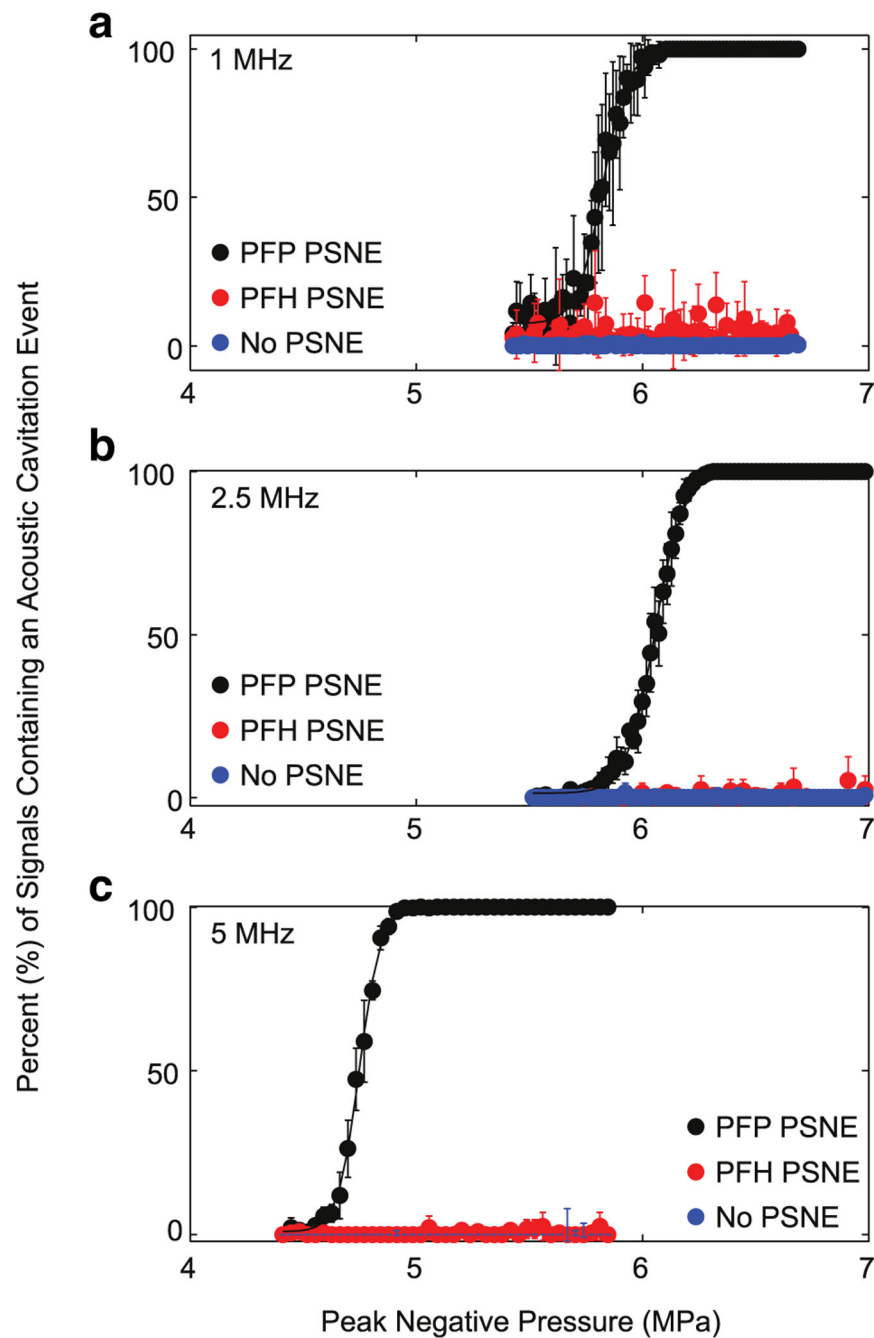 a
100
1 MHz
50
PFP PSNE
PFH PSNE
No PSNE
0
4
5
6
7
b
100
2.5 MHz
50
PFP PSNE
PFH PSNE
No PSNE
0
4
5
6
7
c
100
5 MHz
50
PFP PSNE
PFH PSNE
No PSNE
0
4
5
6
7
Peak Negative Pressure (MPa)
Percent (%) of Signals Containing an Acoustic Cavitation Event